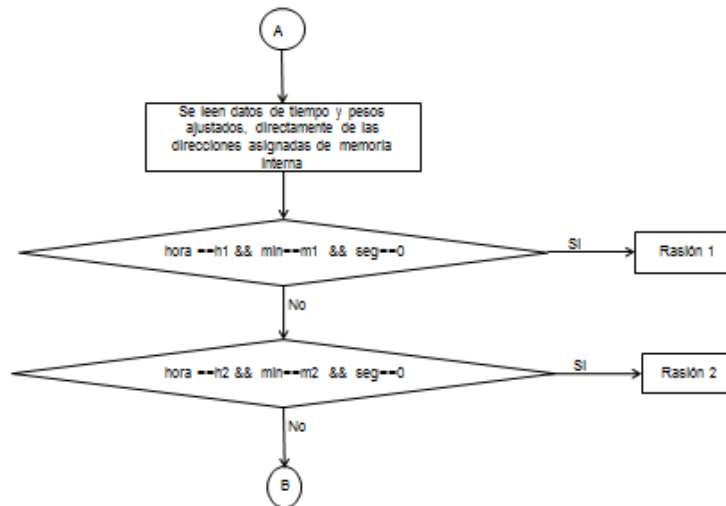 A
Se leen datos de tiempo y pesos
ajustados, directamente de las
direcciones asignadas de memoria
interna
hora ==h1 && min==m1 && seg==0
SI
Rasión 1
No
hora ==h2 && min==m2 && seg==0
SI
Rasión 2
No
B